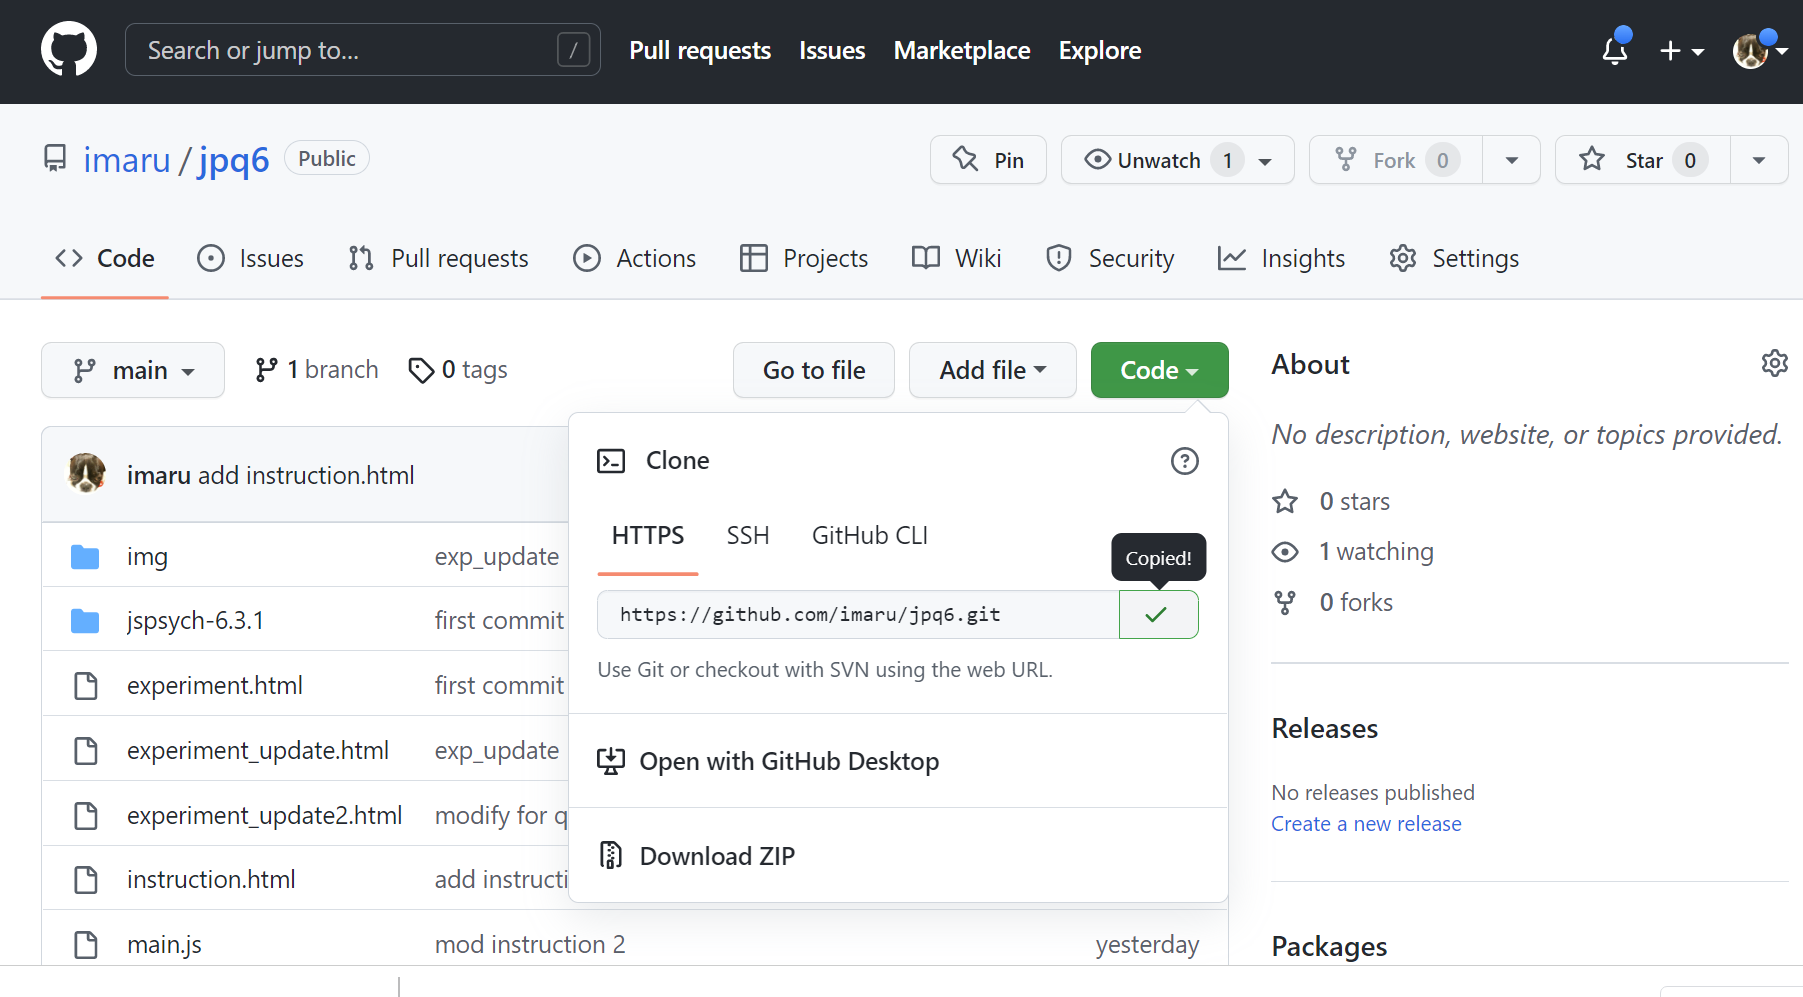 Search or jump to... /
Pull requests Issues Marketplace Explore
imaru / jpq6 Public
Pin Unwatch 1 Fork 0 Star 0
Code Issues Pull requests Actions Projects Wiki Security Insights Settings
main 1 branch 0 tags Go to file Add file Code
imaru add instruction.html
img exp_update
jspsych-6.3.1 first commit
experiment.html first commit
experiment_update.html exp_update
experiment_update2.html modify for q
instruction.html add instructi
main.js mod instruction 2 yesterday
Clone
HTTPS SSH GitHub CLI
Copied!
https://github.com/imaru/jpq6.git
Use Git or checkout with SVN using the web URL.
Open with GitHub Desktop
Download ZIP
About
No description, website, or topics provided.
0 stars
1 watching
0 forks
Releases
No releases published
Create a new release
Packages